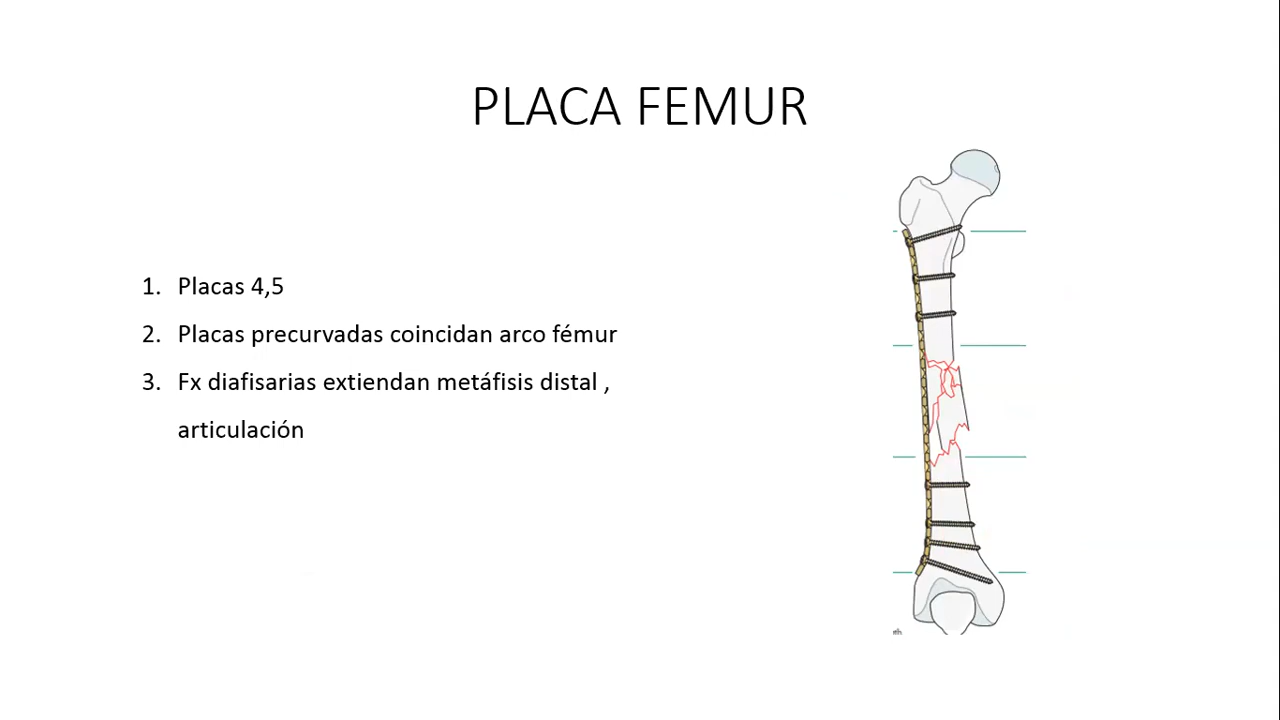 PLACA FEMUR
1. Placas 4,5
2. Placas precurvadas coincidan arco fémur
3. Fx diafisarias extiendan metáfisis distal ,
articulación